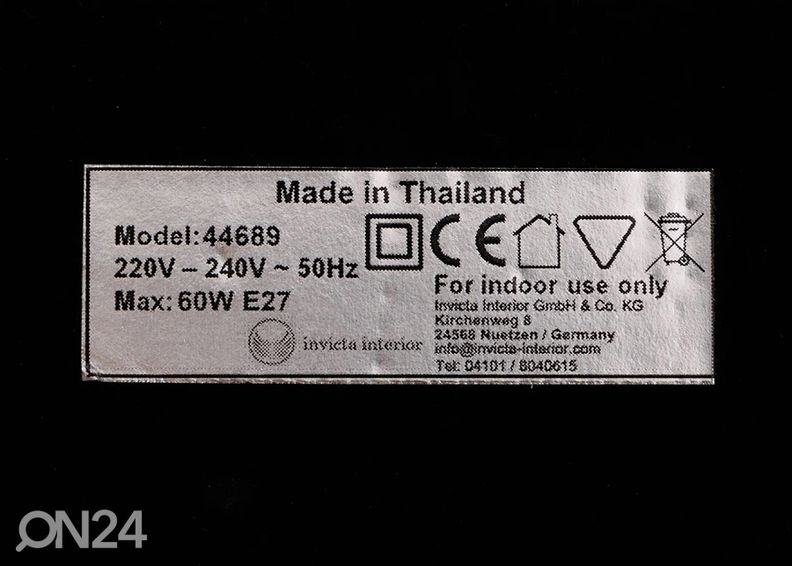 Made in Thailand
Model: 44689
220V – 240V ~ 50Hz
Max: 60W E27
CE
For indoor use only
Invicta Interior GmbH & Co. KG
Kirchenweg 8
24568 Nuetzen / Germany
info@invicta-interior.com
Tel: 04101 / 8040615
invicta interior
ON24